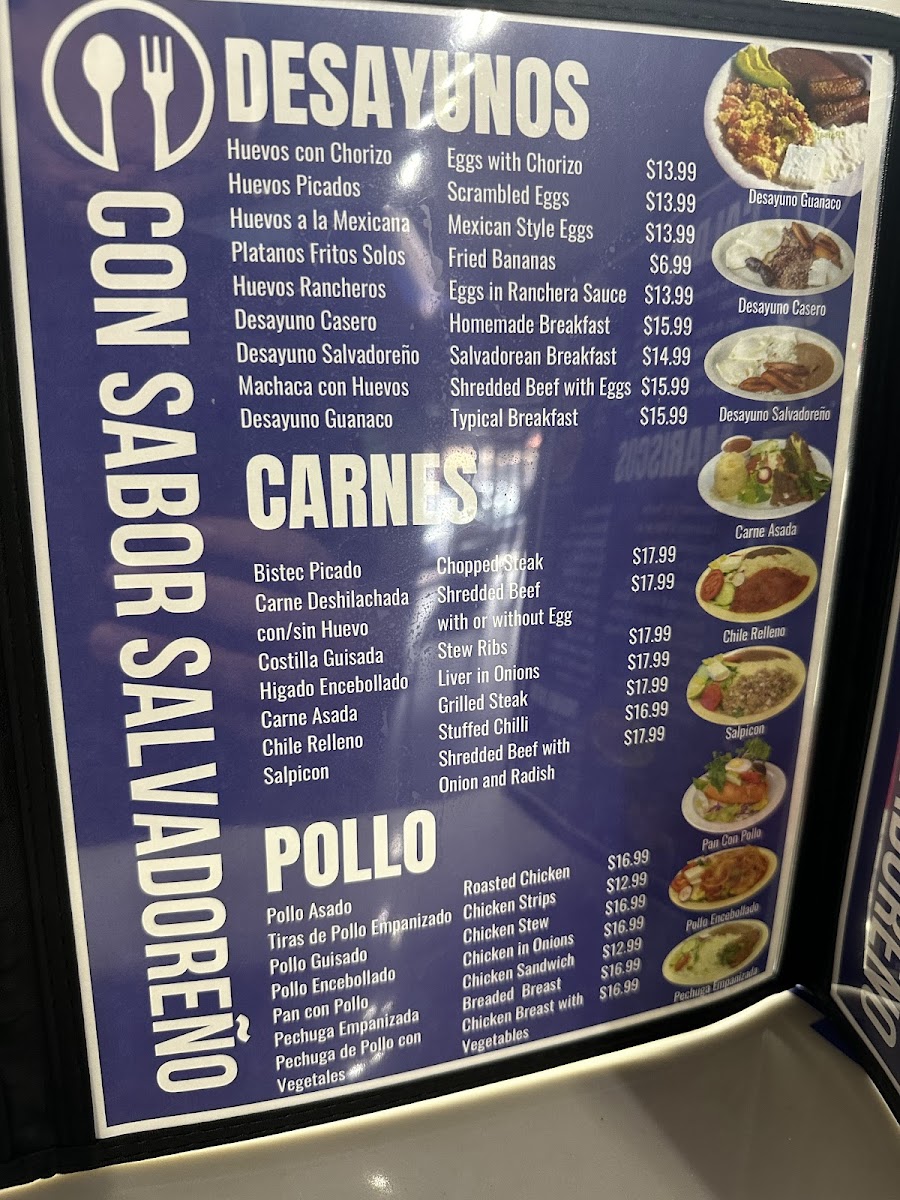 CON SABOR SALVADOREÑO
DESAYUNOS
Huevos con Chorizo Eggs with Chorizo $13.99
Huevos Picados Scrambled Eggs $13.99
Huevos a la Mexicana Mexican Style Eggs $13.99
Platanos Fritos Solos Fried Bananas $6.99
Huevos Rancheros Eggs in Ranchera Sauce $13.99
Desayuno Casero Homemade Breakfast $15.99
Desayuno Salvadoreño Salvadorean Breakfast $14.99
Machaca con Huevos Shredded Beef with Eggs $15.99
Desayuno Guanaco Typical Breakfast $15.99
CARNES
Bistec Picado Chopped Steak $17.99
Carne Deshilachada Shredded Beef $17.99
con/sin Huevo with or without Egg
Costilla Guisada Stew Ribs $17.99
Higado Encebollado Liver in Onions $17.99
Carne Asada Grilled Steak $17.99
Chile Relleno Stuffed Chilli $16.99
Salpicon Shredded Beef with $17.99
Onion and Radish
POLLO
Pollo Asado Roasted Chicken $16.99
Tiras de Pollo Empanizado Chicken Strips $12.99
Pollo Guisado Chicken Stew $16.99
Pollo Encebollado Chicken in Onions $16.99
Pan con Pollo Chicken Sandwich $12.99
Pechuga Empanizada Breaded Breast $16.99
Pechuga de Pollo con Chicken Breast with $16.99
Vegetales Vegetables
Desayuno Guanaco
Desayuno Casero
Desayuno Salvadoreño
Carne Asada
Chile Relleno
Salpicon
Pan Con Pollo
Pollo Encebollado
Pechuga Empanizada